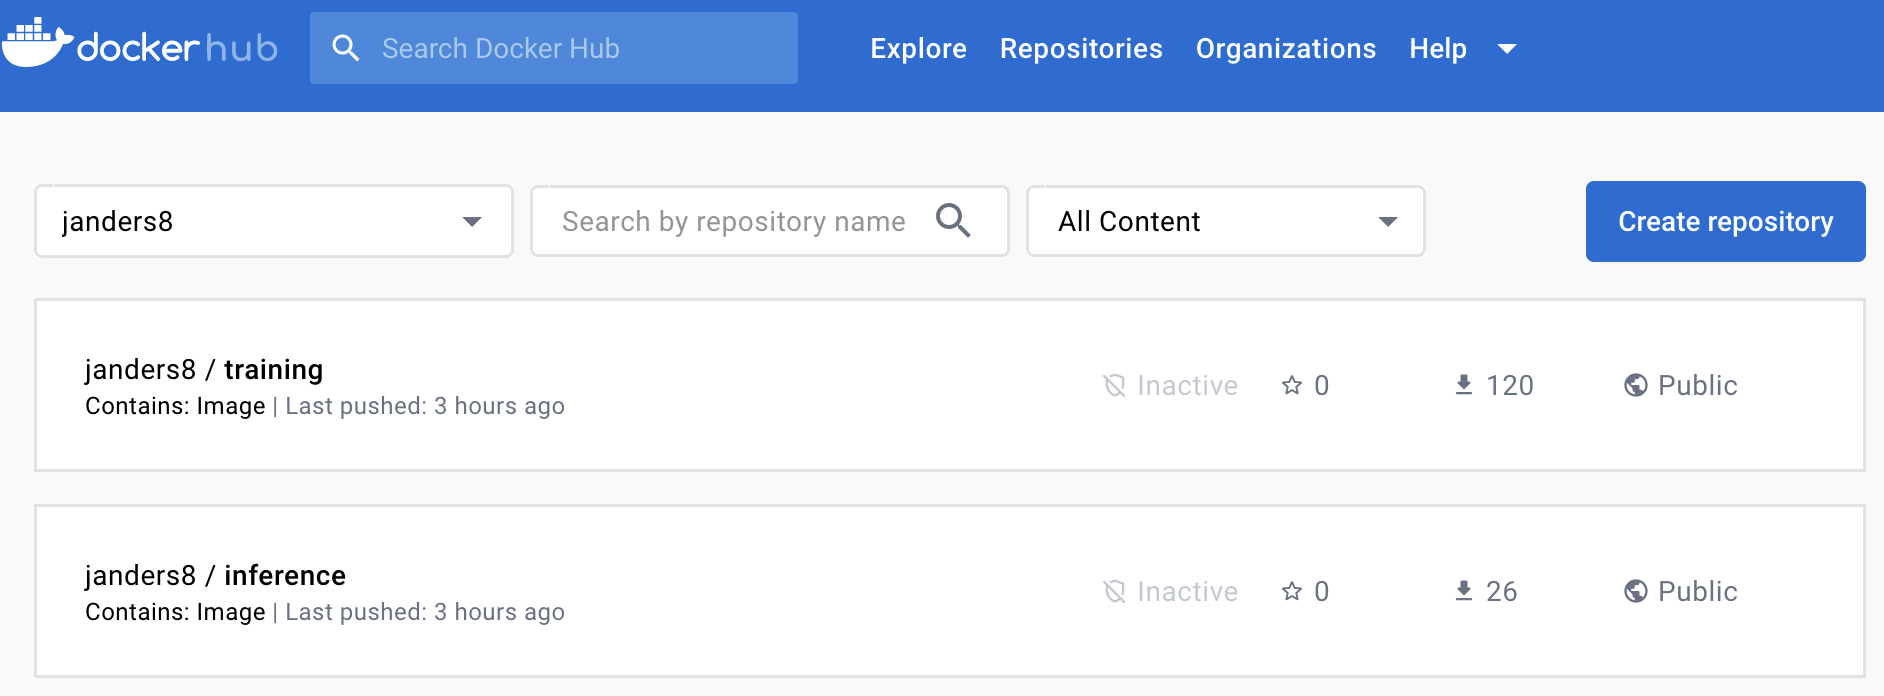 dockerhub
Search Docker Hub
Explore
Repositories
Organizations
Help
janders8
Search by repository name
All Content
Create repository
janders8 / training
Contains: Image | Last pushed: 3 hours ago
Inactive
0
120
Public
janders8 / inference
Contains: Image | Last pushed: 3 hours ago
Inactive
0
26
Public